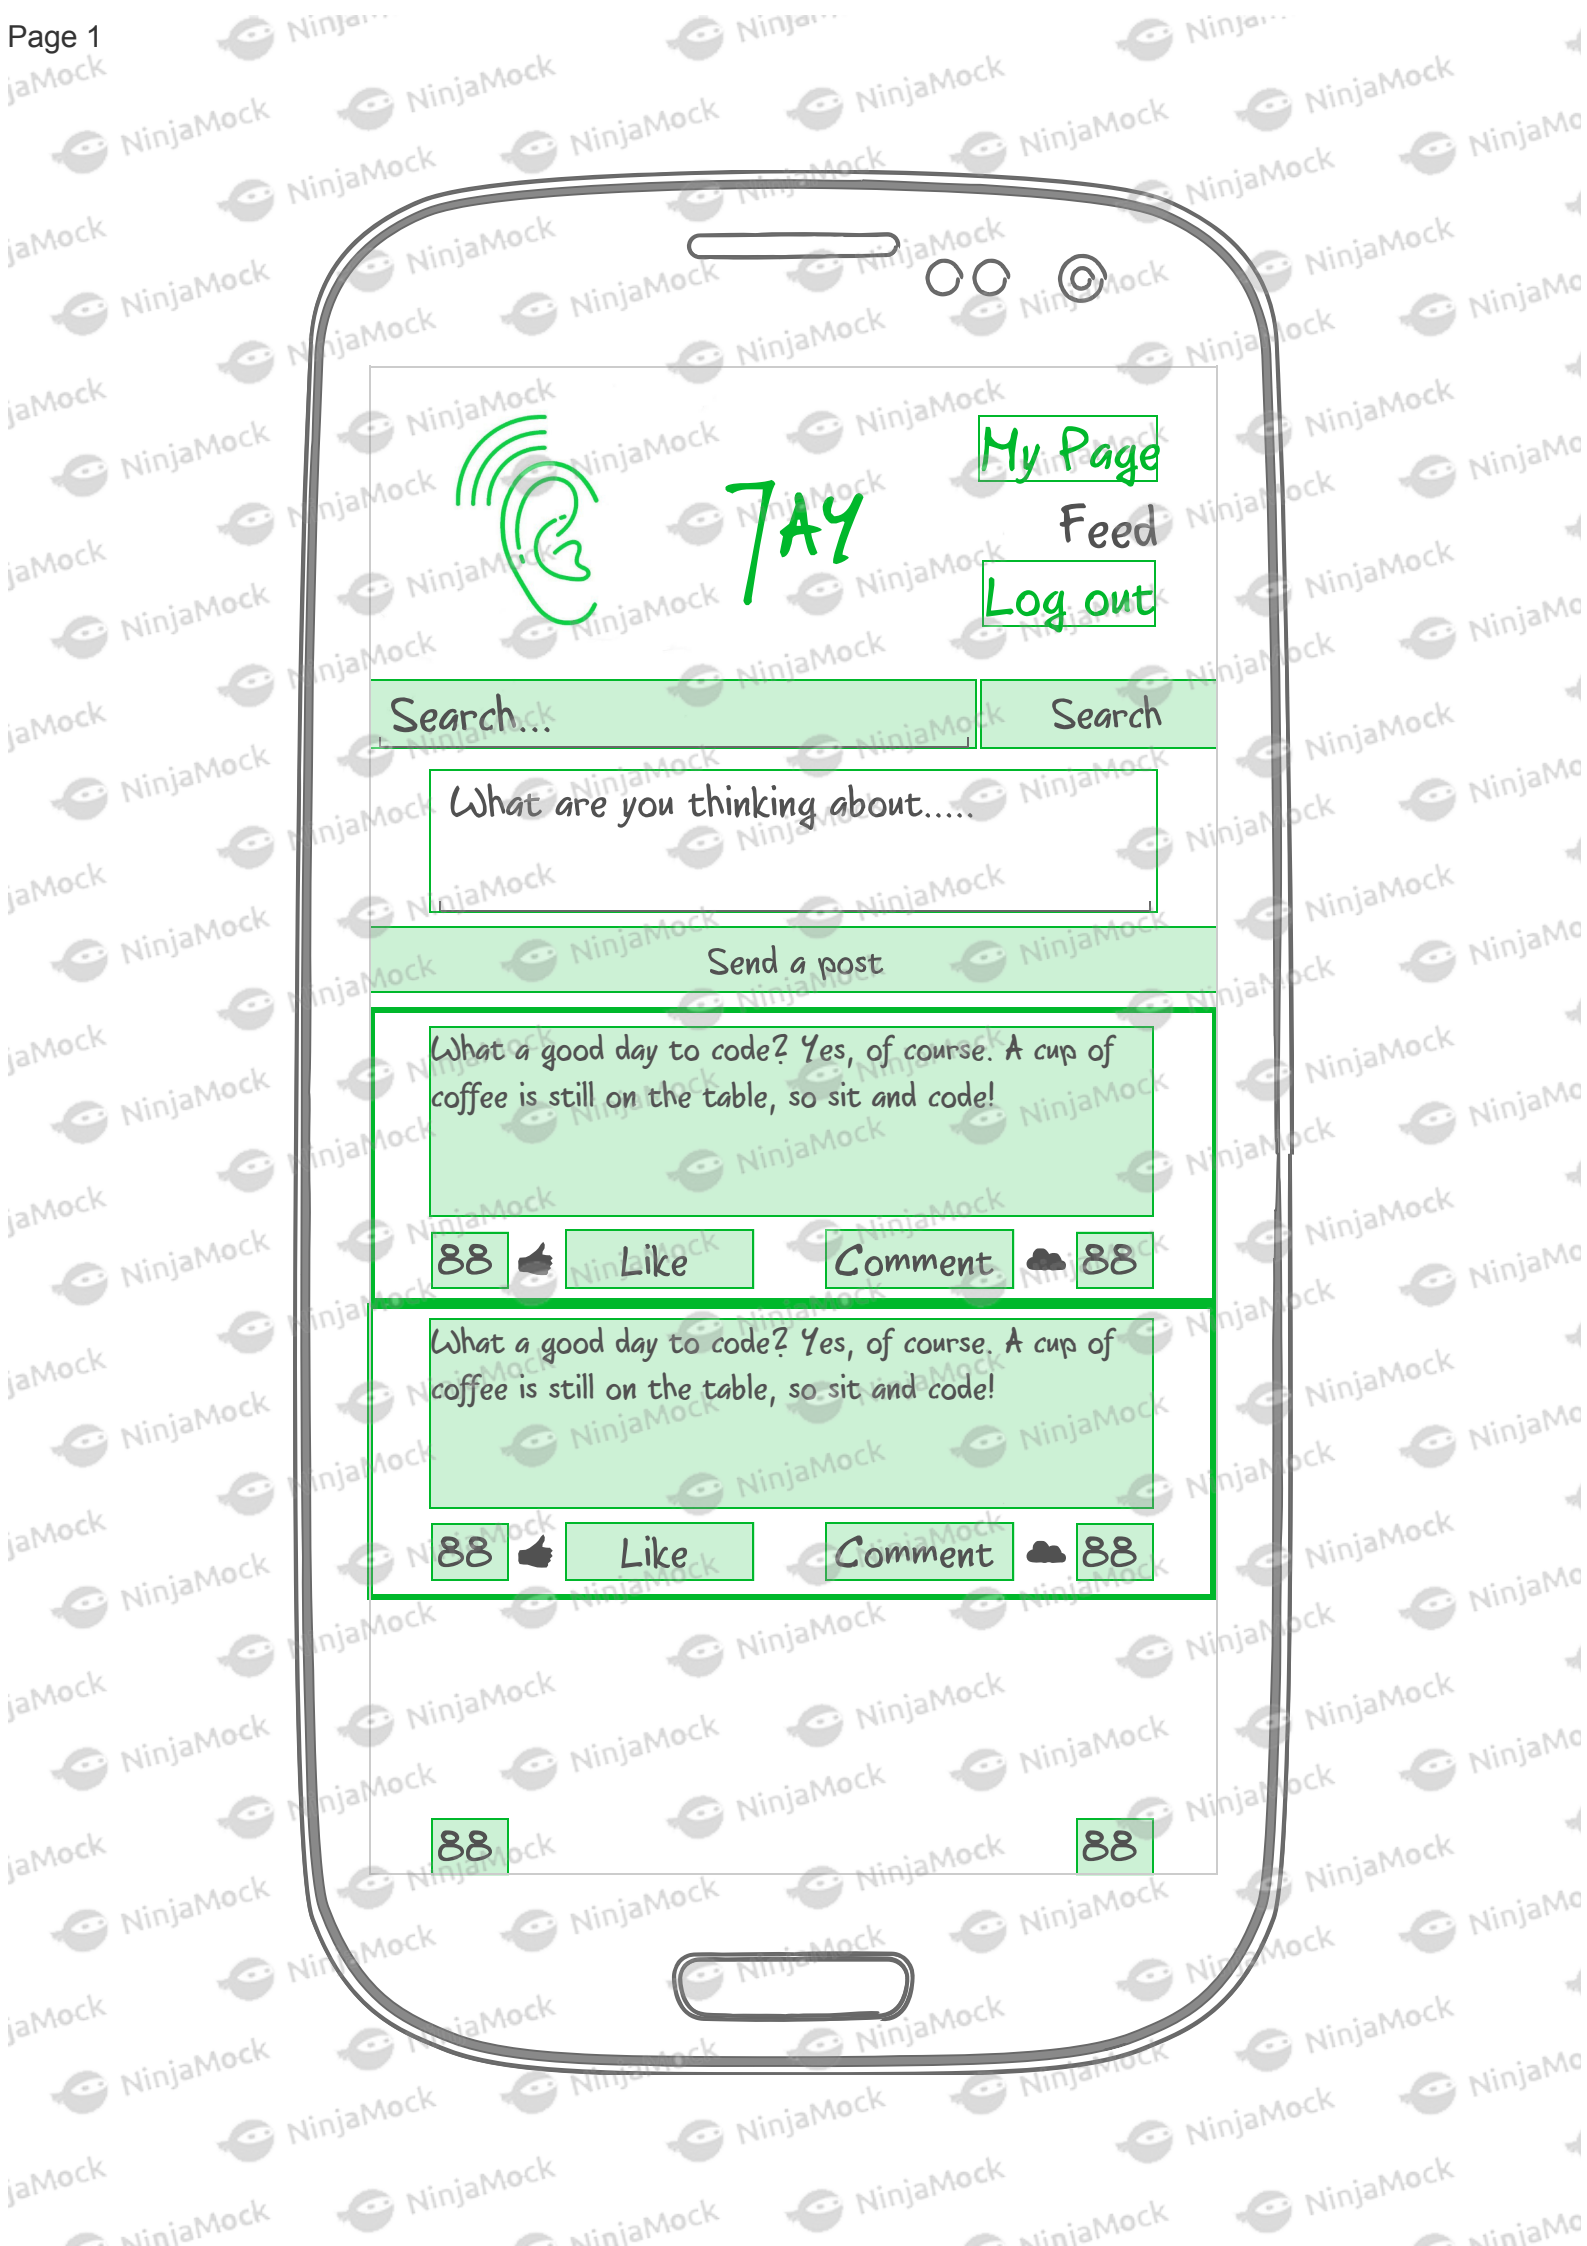 Page 1
My Page
7AY
Feed
Log out
Search...
Search
What are you thinking about.....
Send a post
What a good day to code? Yes, of course. A cup of
coffee is still on the table, so sit and code!
88 Like Comment 88
What a good day to code? Yes, of course. A cup of
coffee is still on the table, so sit and code!
88 Like Comment 88
88 88
NinjaMock